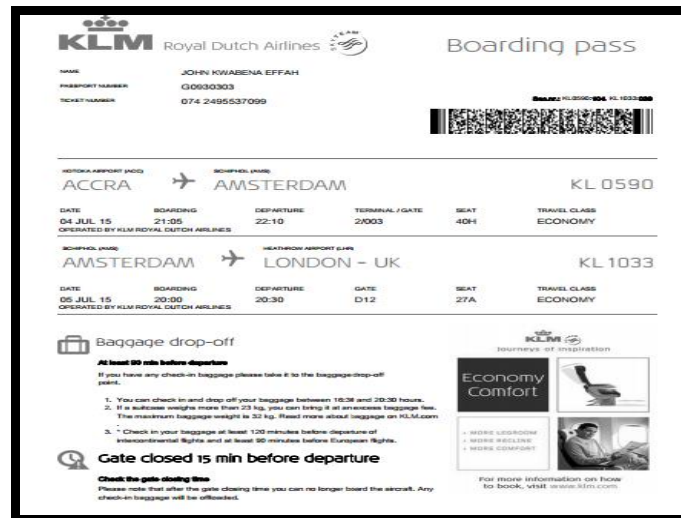 KLM Royal Dutch Airlines SKYTEAM Boarding pass
NAME JOHN KWABENA EFFAH
PASSPORT NUMBER G0930303
TICKET NUMBER 074 2495537099
KL0590 KL1033
KOTOKA AIRPORT (ACC) SCHIPHOL (AMS)
ACCRA AMSTERDAM KL 0590
DATE BOARDING DEPARTURE TERMINAL / GATE SEAT TRAVEL CLASS
04 JUL 15 21:05 22:10 2/003 40H ECONOMY
OPERATED BY KLM ROYAL DUTCH AIRLINES
SCHIPHOL (AMS) HEATHROW AIRPORT (LHR)
AMSTERDAM LONDON - UK KL 1033
DATE BOARDING DEPARTURE GATE SEAT TRAVEL CLASS
05 JUL 15 20:00 20:30 D12 27A ECONOMY
OPERATED BY KLM ROYAL DUTCH AIRLINES
Baggage drop-off
At least 90 min before departure
If you have any check-in baggage please take it to the baggage drop-off
point.
1. You can check in and drop off your baggage between and 20:30 hours.
2. If a suitcase weighs more than 23 kg, you can bring it at an excess baggage fee.
The maximum baggage weight is 32 kg. Read more about baggage on KLM.com
3. * Check in your baggage at least 120 minutes before departure of
intercontinental flights and at least 90 minutes before European flights.
Gate closed 15 min before departure
Check the gate closing time
Please note that after the gate closing time you can no longer board the aircraft. Any
check-in baggage will be offloaded.
KLM
Journeys of Inspiration
Economy
Comfort
+ MORE LEGROOM
+ MORE RECLINE
+ MORE COMFORT
For more information on how
to book, visit www.klm.com